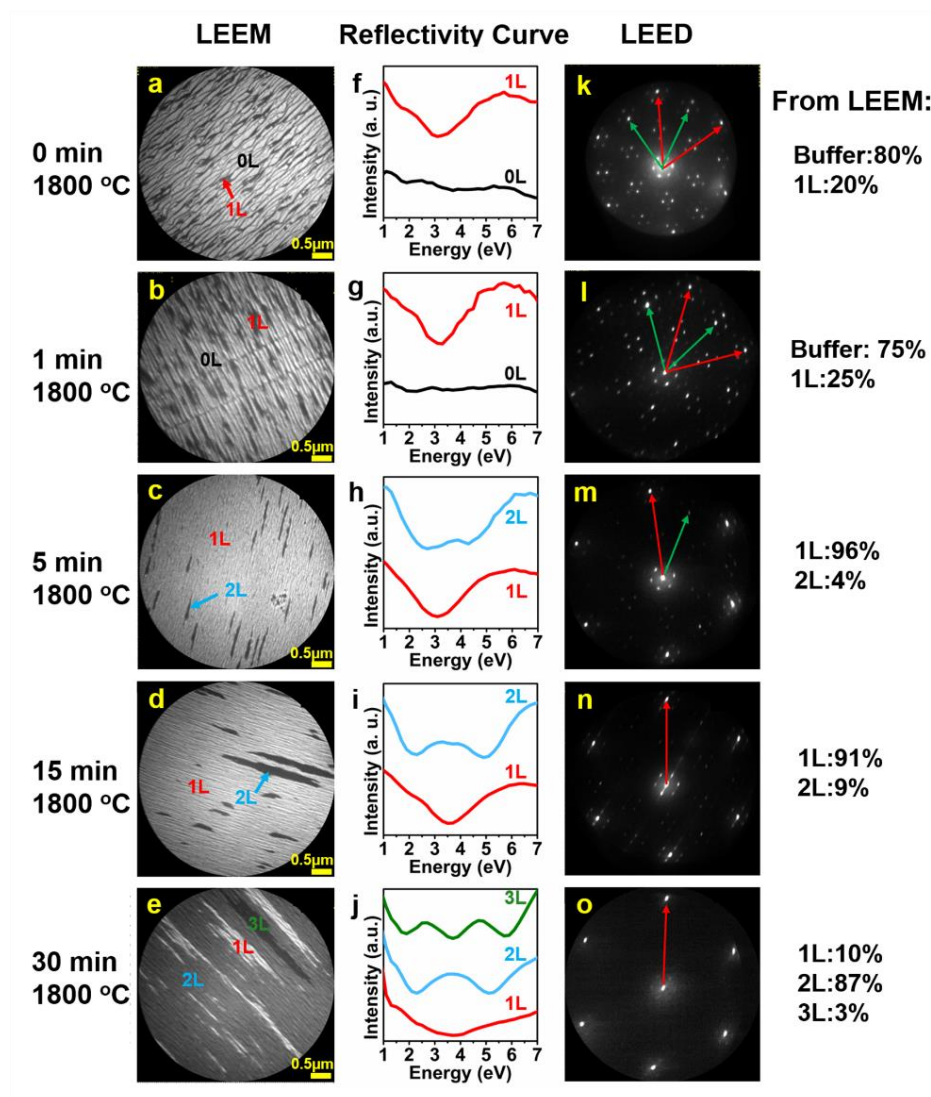 LEEM Reflectivity Curve LEED
From LEEM:
0 min
1800 °C
a
0L
1L
0.5μm
f
Intensity (a. u.)
1L
0L
1 2 3 4 5 6 7
Energy (eV)
k
Buffer:80%
1L:20%
1 min
1800 °C
b
1L
0L
0.5μm
g
Intensity (a. u.)
1L
0L
1 2 3 4 5 6 7
Energy (eV)
l
Buffer: 75%
1L:25%
5 min
1800 °C
c
1L
2L
0.5μm
h
Intensity (a.u.)
2L
1L
1 2 3 4 5 6 7
Energy (eV)
m
1L:96%
2L:4%
15 min
1800 °C
d
1L
2L
0.5μm
i
Intensity (a. u.)
2L
1L
1 2 3 4 5 6 7
Energy (eV)
n
1L:91%
2L:9%
30 min
1800 °C
e
3L
1L
2L
0.5μm
j
Intensity (a.u.)
3L
2L
1L
1 2 3 4 5 6 7
Energy (eV)
o
1L:10%
2L:87%
3L:3%